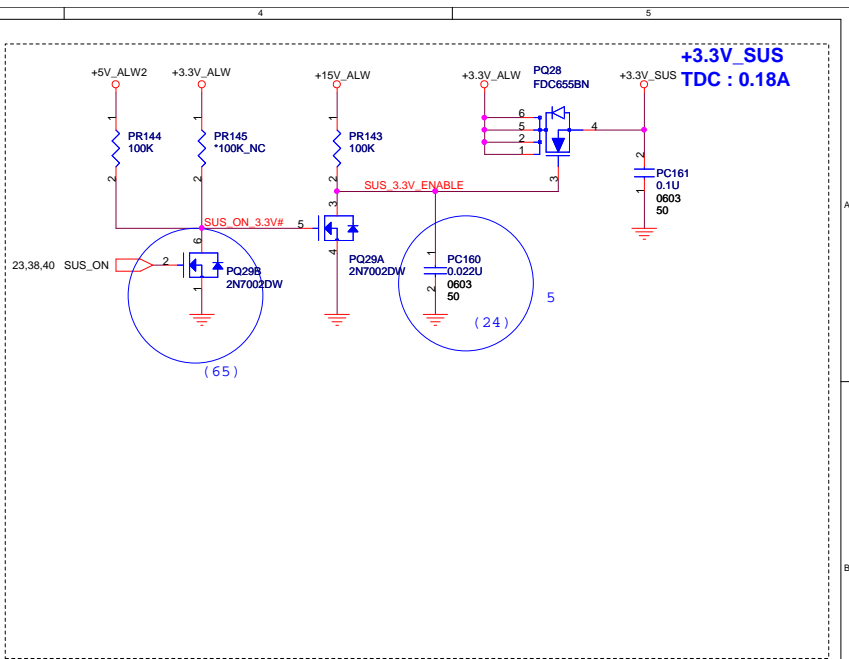 4
5
+3.3V_SUS
TDC : 0.18A
+5V_ALW2
+3.3V_ALW
+15V_ALW
+3.3V_ALW
PQ28
FDC655BN
+3.3V_SUS
1
PR144
100K
2
1
PR145
*100K_NC
2
1
PR143
100K
2
6
5
2
1
4
3
2
PC161
0.1U
0603
50
1
SUS_3.3V_ENABLE
SUS_ON_3.3V#
5
3
4
PQ29A
2N7002DW
23,38,40 SUS_ON
2
6
1
PQ29B
2N7002DW
1
PC160
0.022U
0603
50
2
5
(24)
(65)
A
B